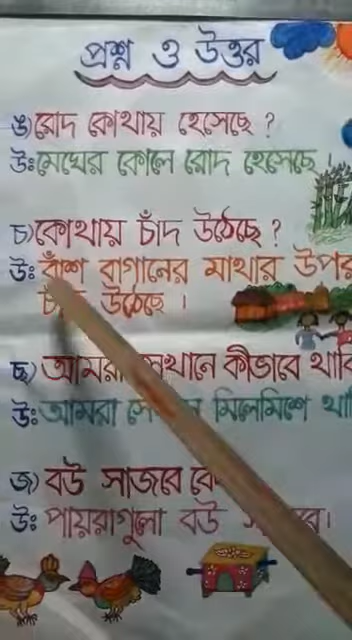 প্রশ্ন ও উত্তর
ঙ) রোদ কোথায় হেসেছে ?
উঃ মেঘের কোলে রোদ হেসেছে ।
চ) কোথায় চাঁদ উঠেছে ?
উঃ বাঁশ বাগানের মাথার উপর
উঠেছে ।
ছ) আমরা কীভাবে
উঃ আমরা মিলেমিশে
জ) বউ সাজবে
উঃ পায়রাগুলো বউ